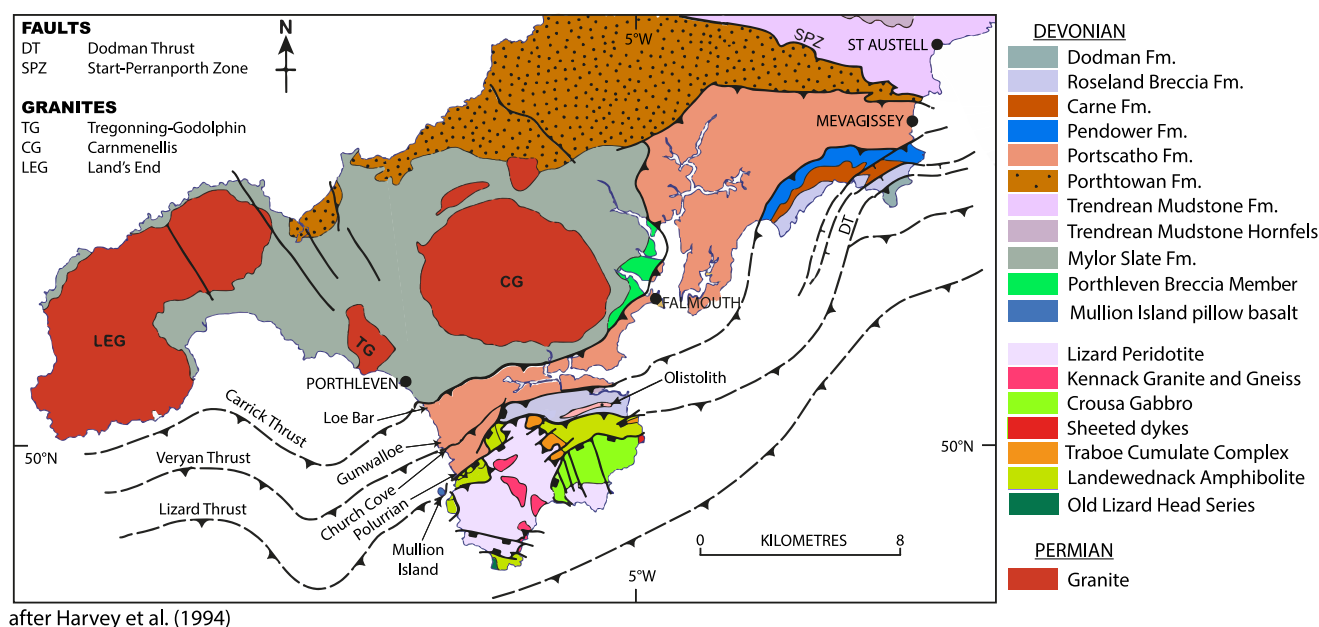 FAULTS
DT Dodman Thrust
SPZ Start-Perranporth Zone
GRANITES
TG Tregonning-Godolphin
CG Carnmenellis
LEG Land's End
N
5°W
SPZ
ST AUSTELL
MEVAGISSEY
DT
CG
FALMOUTH
LEG
TG
PORTHLEVEN
Olistolith
Loe Bar
Carrick Thrust
Gunwalloe
50°N
50°N
Veryan Thrust
Church Cove
Polurrian
Lizard Thrust
Mullion
Island
0 KILOMETRES 8
5°W
after Harvey et al. (1994)
DEVONIAN
Dodman Fm.
Roseland Breccia Fm.
Carne Fm.
Pendower Fm.
Portscatho Fm.
Porthtowan Fm.
Trendrean Mudstone Fm.
Trendrean Mudstone Hornfels
Mylor Slate Fm.
Porthleven Breccia Member
Mullion Island pillow basalt
Lizard Peridotite
Kennack Granite and Gneiss
Crousa Gabbro
Sheeted dykes
Traboe Cumulate Complex
Landewednack Amphibolite
Old Lizard Head Series
PERMIAN
Granite